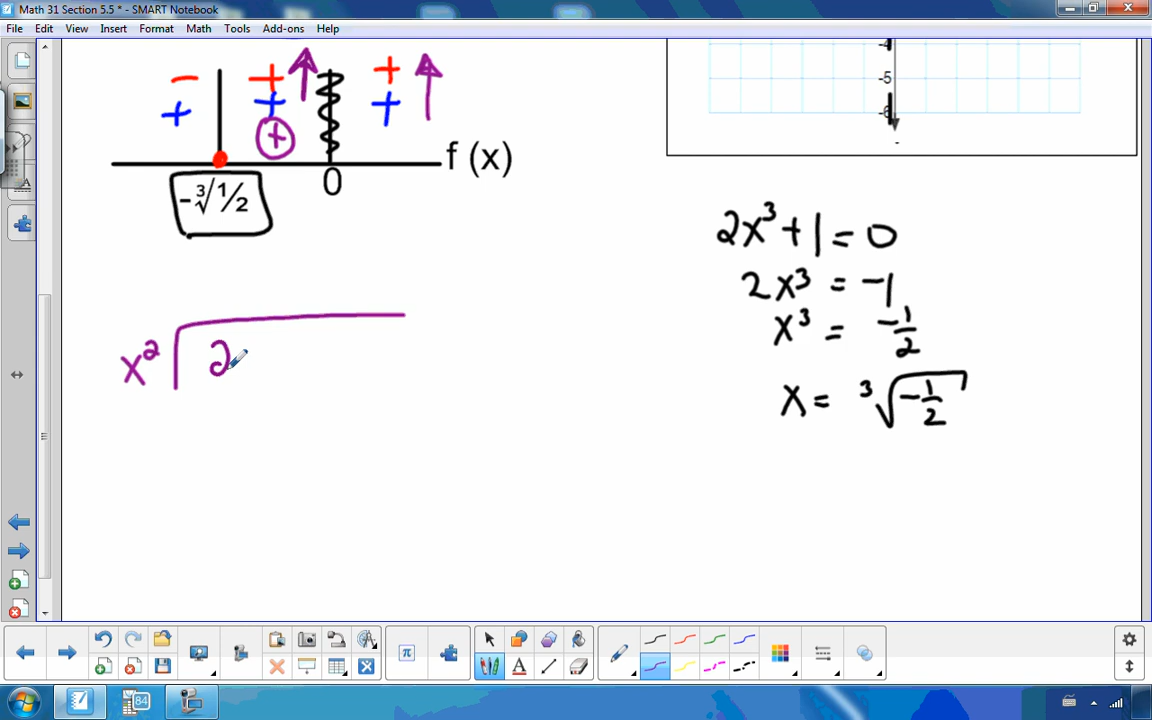 Math 31 Section 5.5 * - SMART Notebook
File Edit View Insert Format Math Tools Add-ons Help
-4
-5
-6
- + +
+ + +
+
f (x)
-∛1/2 0
2x³ + 1 = 0
2x³ = -1
x³ = -1/2
x = ∛-1/2
x² 2
π A
84